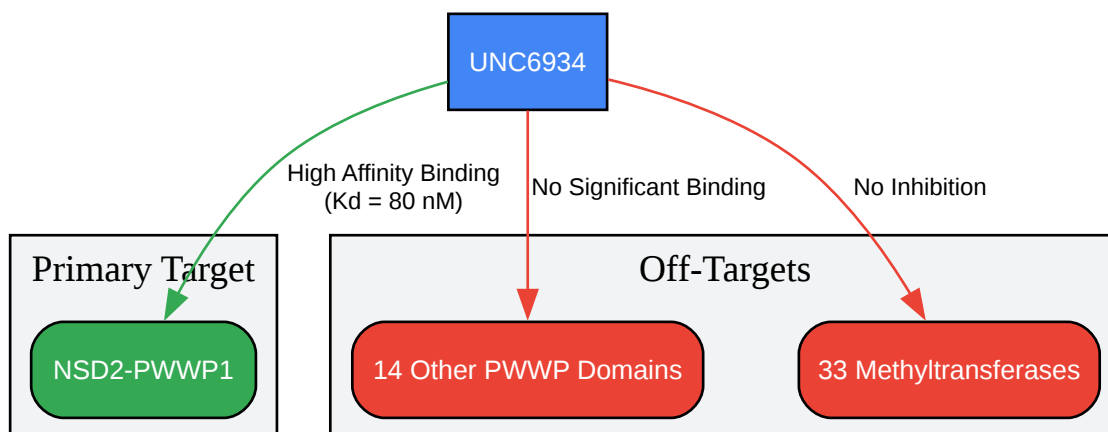 UNC6934
High Affinity Binding
(Kd = 80 nM)
No Significant Binding
No Inhibition
Primary Target
Off-Targets
NSD2-PWWP1
14 Other PWWP Domains
33 Methyltransferases